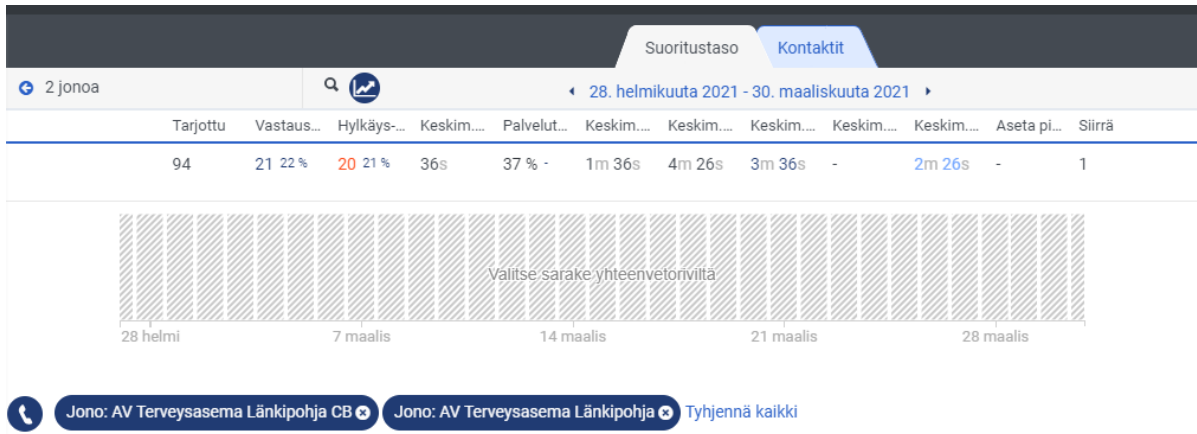 Suoritustaso Kontaktit
2 jonoa 28. helmikuuta 2021 - 30. maaliskuuta 2021
Tarjottu Vastaus... Hylkäys-... Keskim.... Palvelut... Keskim.... Keskim.... Keskim.... Keskim.... Keskim.... Aseta pi... Siirrä
94 21 22 % 20 21 % 36s 37 % - 1m 36s 4m 26s 3m 36s - 2m 26s - 1
Valitse sarake yhteenvetoriviltä
28 helmi 7 maalis 14 maalis 21 maalis 28 maalis
Jono: AV Terveysasema Länkipohja CB Jono: AV Terveysasema Länkipohja Tyhjennä kaikki